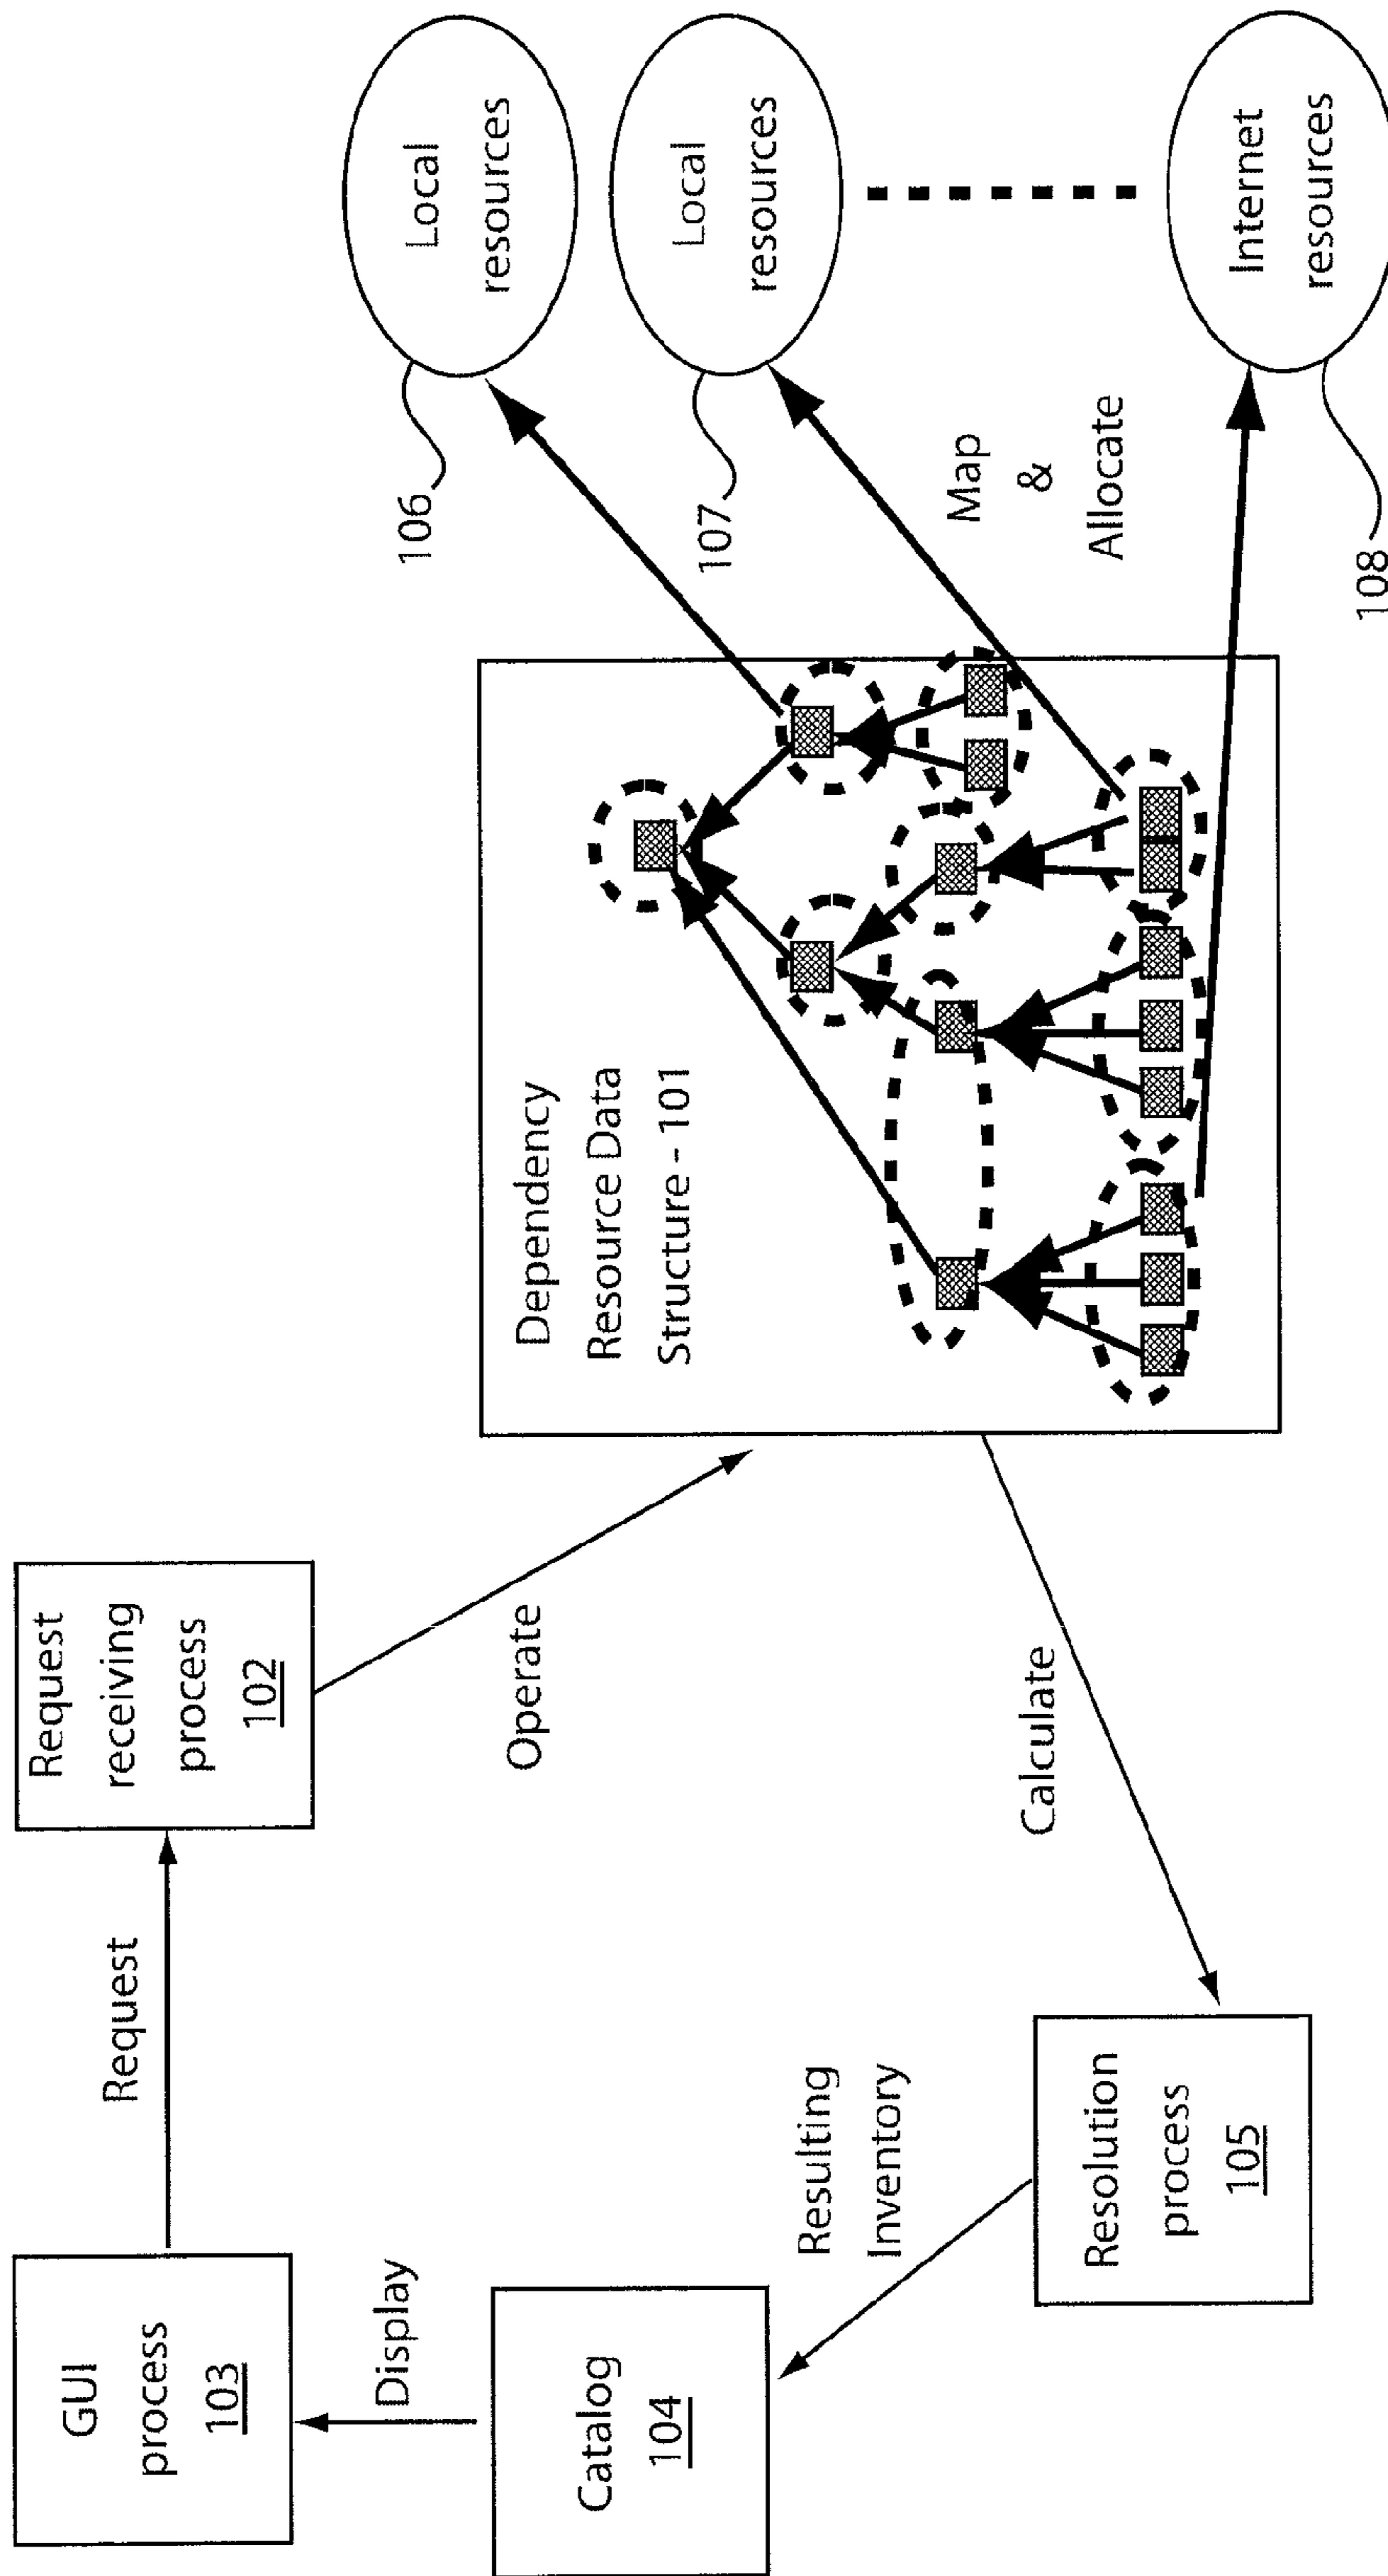 GUI
process
103
Request
Request
receiving
process
102
Display
Catalog
104
Operate
Resulting
Inventory
Resolution
process
105
Calculate
Dependency
Resource Data
Structure - 101
Map
&
Allocate
106
Local
resources
107
Local
resources
108
Internet
resources